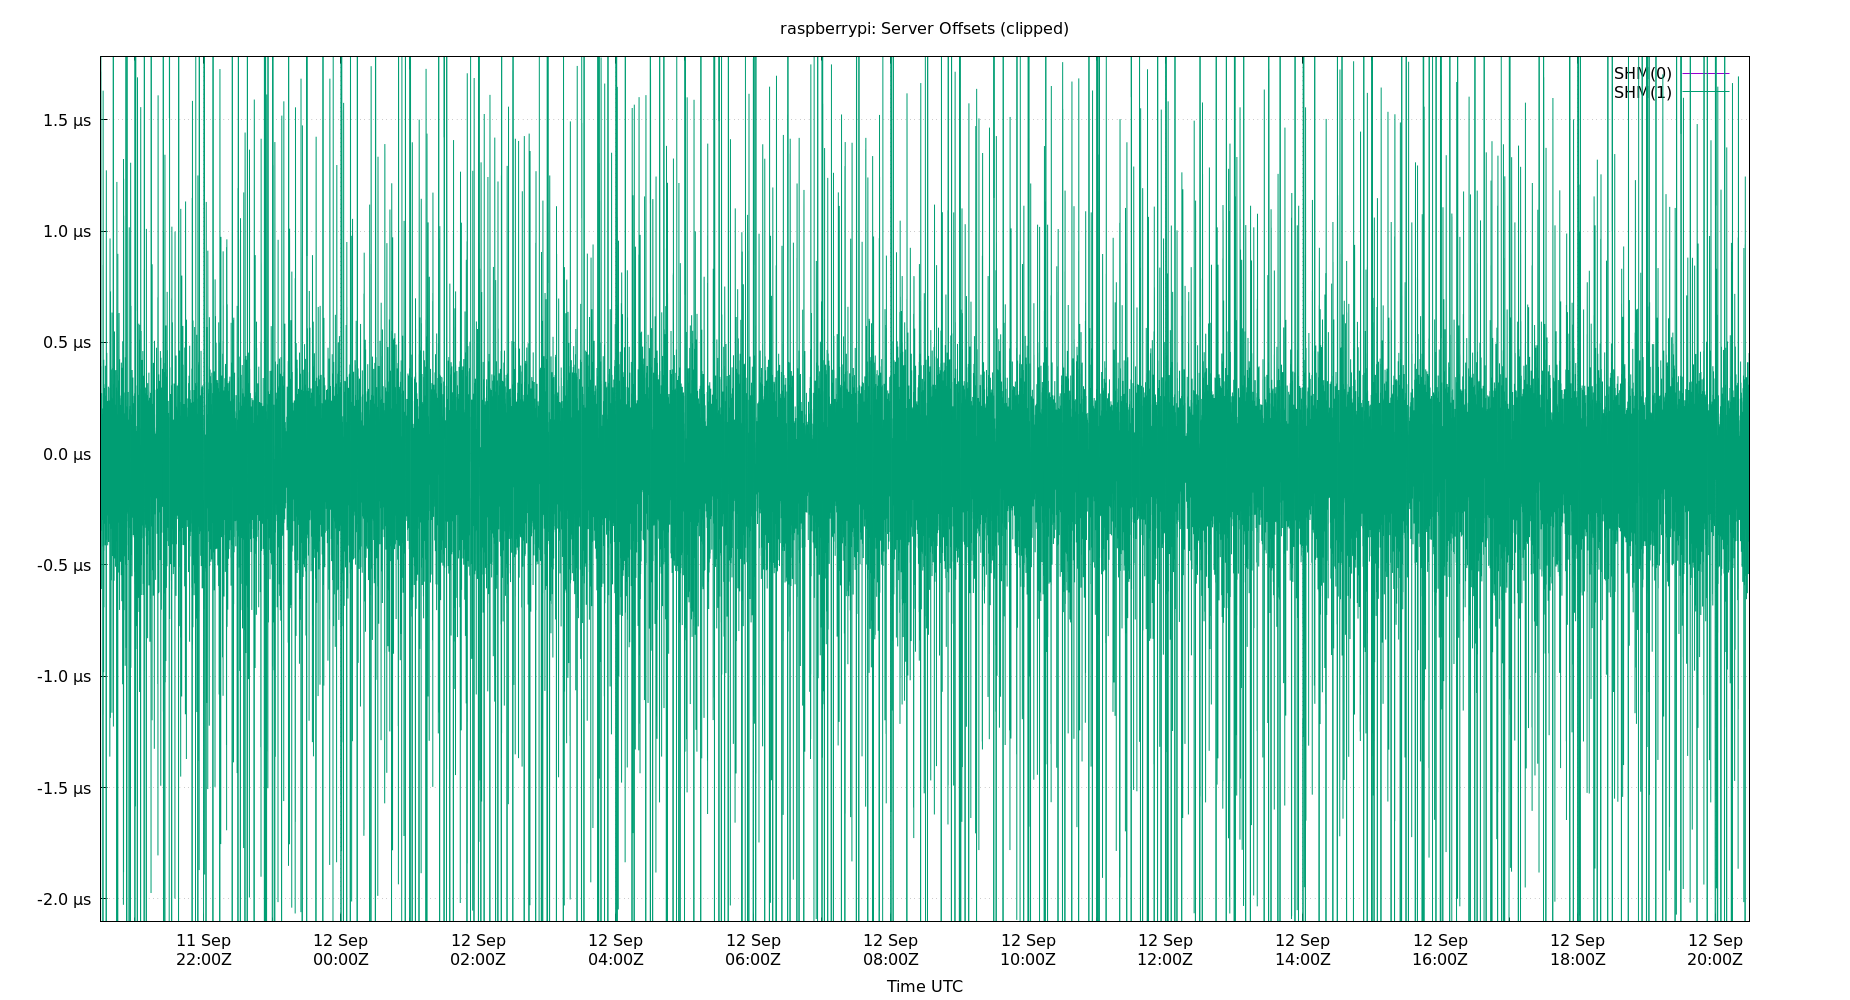 raspberrypi: Server Offsets (clipped)
SHM(0)
SHM(1)
1.5 µs
1.0 µs
0.5 µs
0.0 µs
-0.5 µs
-1.0 µs
-1.5 µs
-2.0 µs
11 Sep 12 Sep 12 Sep 12 Sep 12 Sep 12 Sep 12 Sep 12 Sep 12 Sep 12 Sep 12 Sep 12 Sep
22:00Z 00:00Z 02:00Z 04:00Z 06:00Z 08:00Z 10:00Z 12:00Z 14:00Z 16:00Z 18:00Z 20:00Z
Time UTC